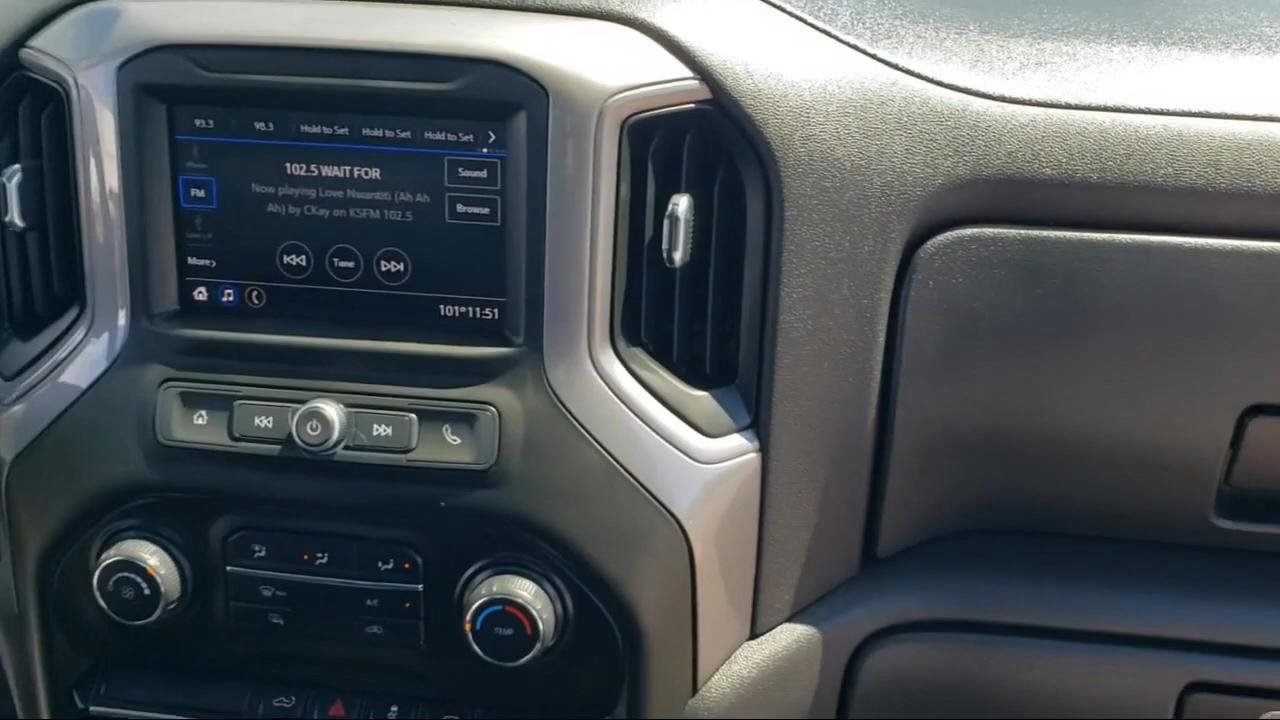 93.3 98.3 Hold to Set Hold to Set Hold to Set
102.5 WAIT FOR
Sound
Now playing Love Nwantiti (Ah Ah
Ah) by CKay on KSFM 102.5
FM
Browse
More
Tune
101° 11:51
A/C
TEMP